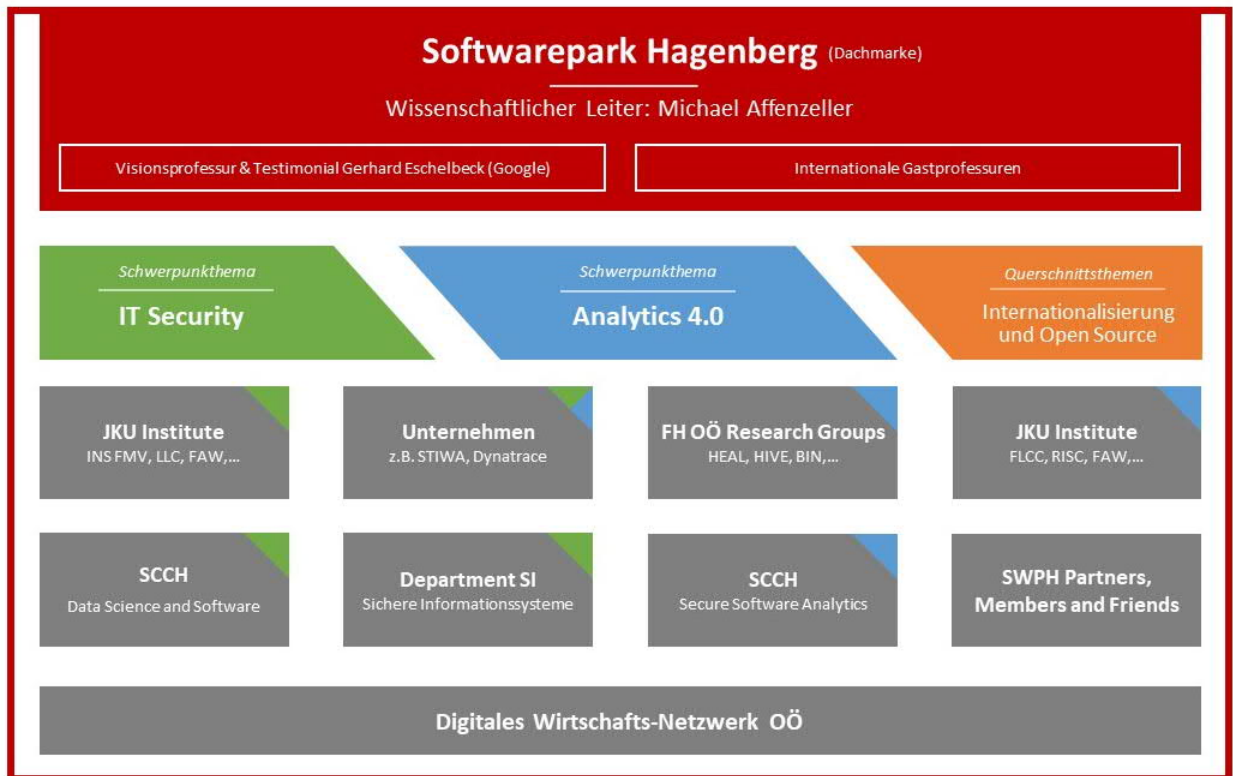 Softwarepark Hagenberg (Dachmarke)
Wissenschaftlicher Leiter: Michael Affenzeller
Visionsprofessur & Testimonial Gerhard Eschelbeck (Google)
Internationale Gastprofessuren
Schwerpunkthema
IT Security
Schwerpunkthema
Analytics 4.0
Querschnittsthemen
Internationalisierung
und Open Source
JKU Institute
INS FMV, LLC, FAW,...
Unternehmen
z.B. STIWA, Dynatrace
FH OÖ Research Groups
HEAL, HIVE, BIN,...
JKU Institute
FLCC, RISC, FAW,...
SCCH
Data Science and Software
Department SI
Sichere Informationssysteme
SCCH
Secure Software Analytics
SWPH Partners,
Members and Friends
Digitales Wirtschafts-Netzwerk OÖ